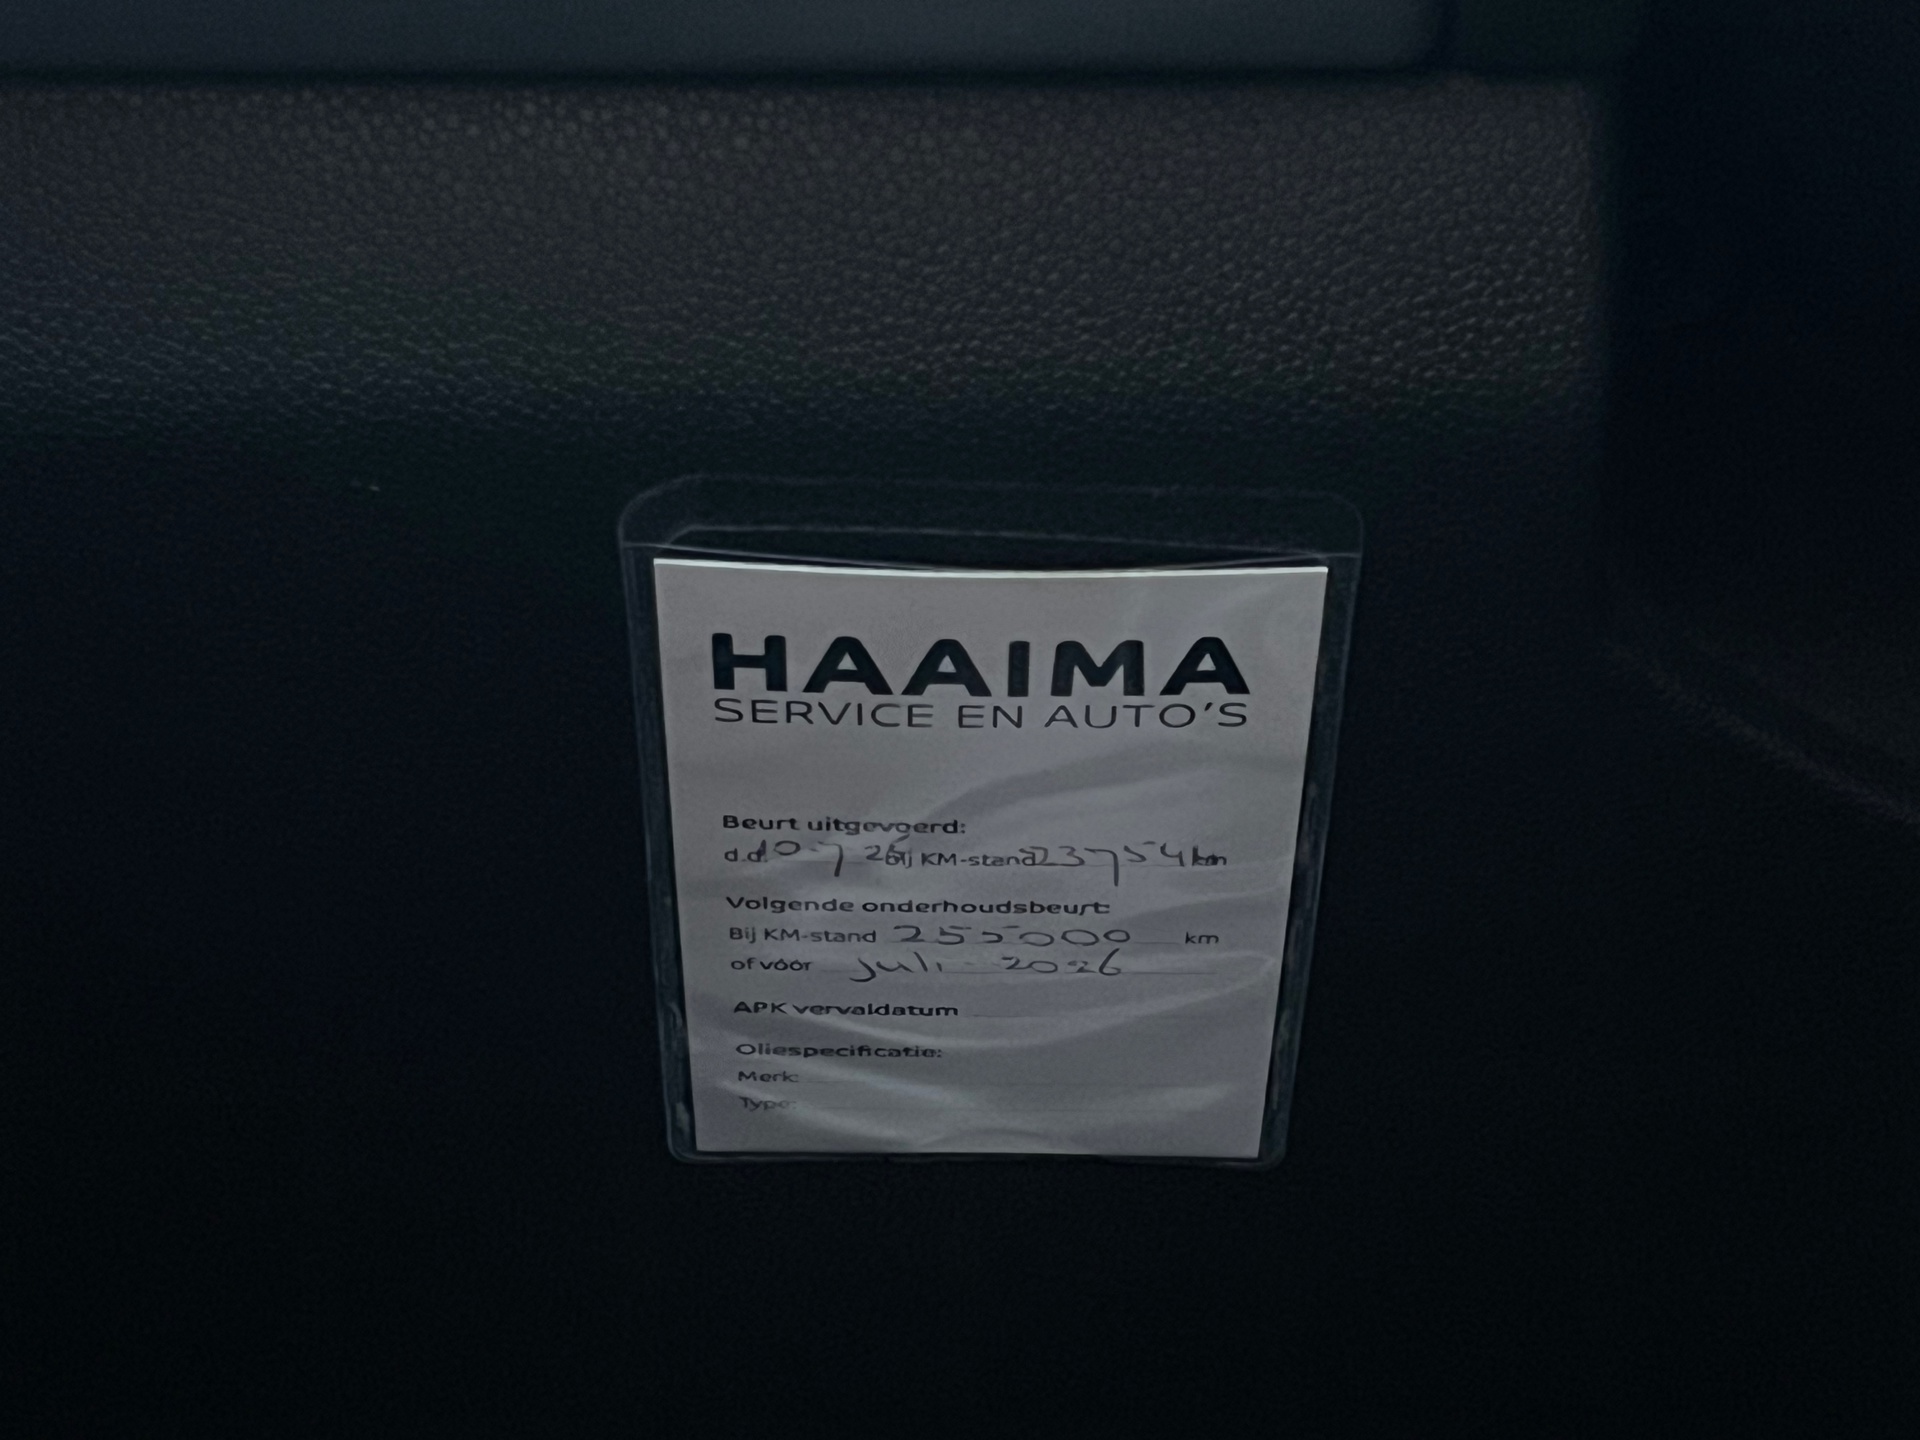 HAAIMA
SERVICE EN AUTO'S
Beurt uitgevoerd:
d.d. 10-7 25 bij KM-stand 223754 km
Volgende onderhoudsbeurt:
Bij KM-stand 255000 km
of vóór juli - 2026
APK vervaldatum
Oliespecificatie:
Merk:
Type: